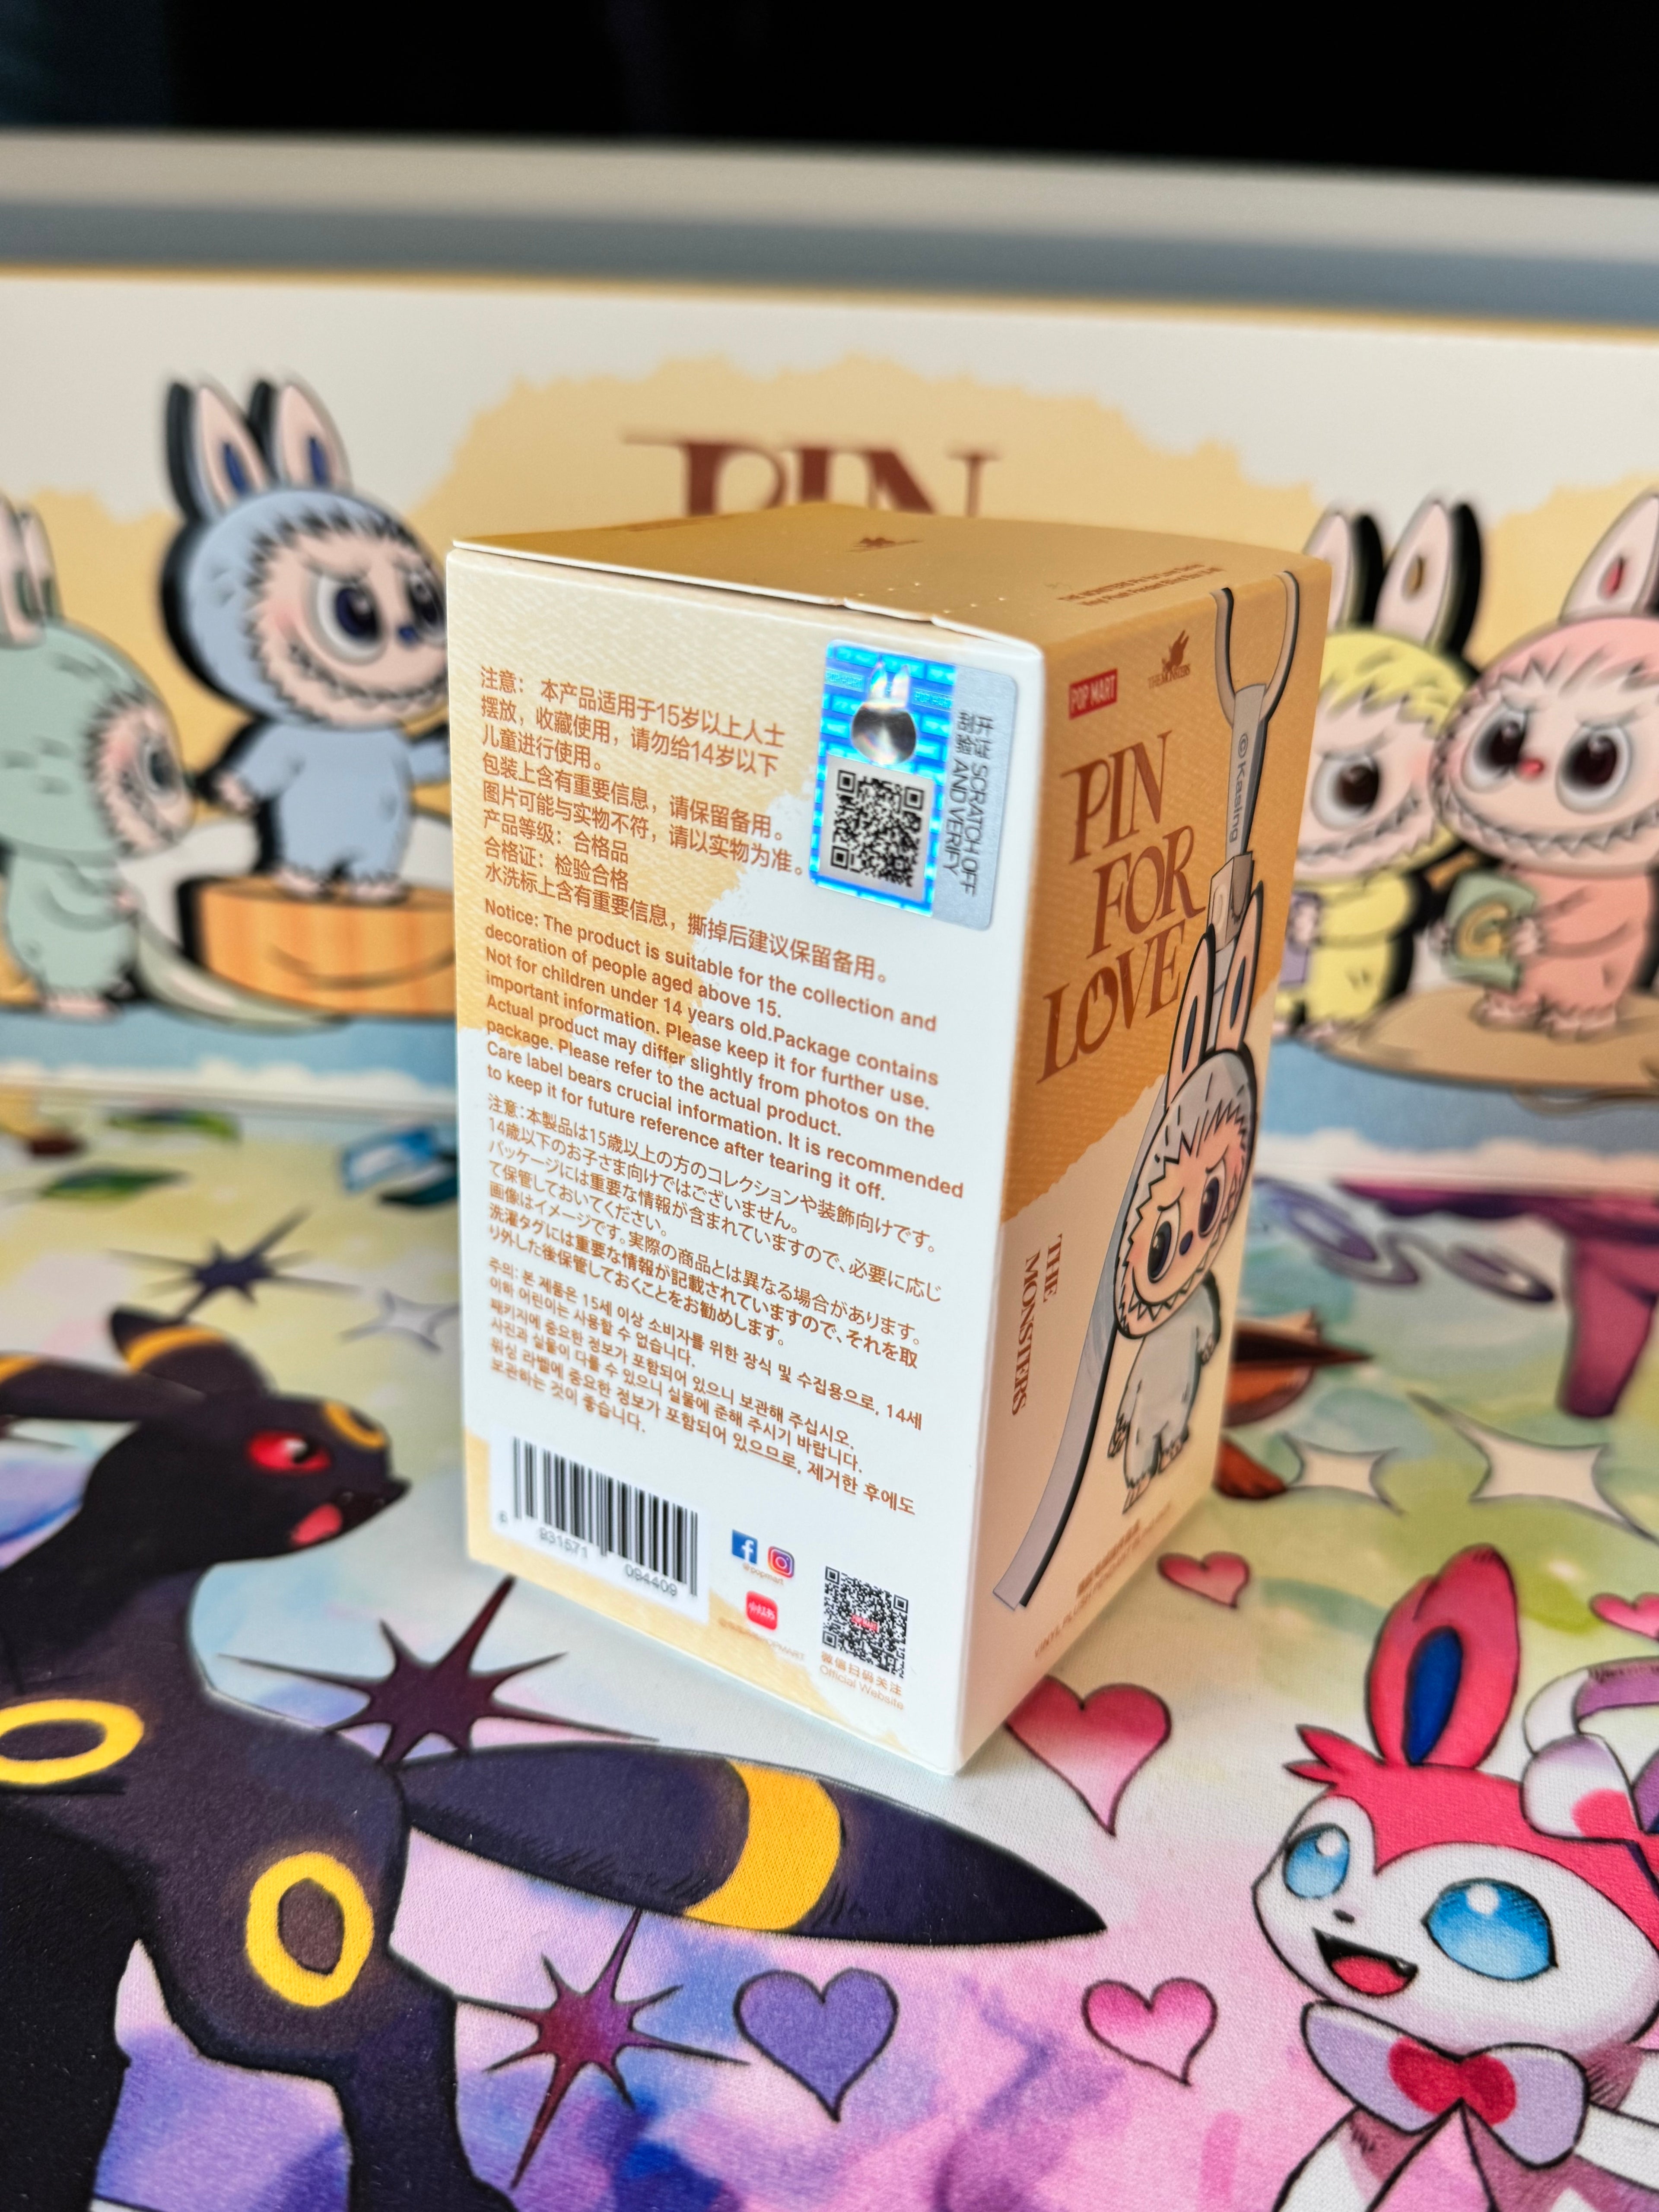 PIN
注意： 本产品适用于15岁以上人士
摆放，收藏使用，请勿给14岁以下
儿童进行使用。
包装上含有重要信息，请保留备用。
图片可能与实物不符，请以实物为准。
产品等级：合格品
合格证：检验合格
水洗标上含有重要信息，撕掉后建议保留备用。
Notice: The product is suitable for the collection and
decoration of people aged above 15.
Not for children under 14 years old.Package contains
important information. Please keep it for further use.
Actual product may differ slightly from photos on the
package. Please refer to the actual product.
Care label bears crucial information. It is recommended
to keep it for future reference after tearing it off.
注意：本製品は15歳以上の方のコレクションや装飾向けです。
14歳以下のお子さま向けではございません。
パッケージには重要な情報が含まれていますので、必要に応じ
て保管しておいてください。
画像はイメージです。実際の商品とは異なる場合があります。
洗濯タグには重要な情報が記載されていますので、それを取
り外した後保管しておくことをお勧めします。
주의: 본 제품은 15세 이상 소비자를 위한 장식 및 수집용으로, 14세
이하 어린이는 사용할 수 없습니다.
패키지에 중요한 정보가 포함되어 있으니 보관해 주십시오.
사진과 실물이 다를 수 있으니 실물에 준해 주시기 바랍니다.
워싱 라벨에 중요한 정보가 포함되어 있으므로, 제거한 후에도
보관하는 것이 좋습니다.
刮开
验证 SCRATCH OFF
AND VERIFY
6 931571 094409
@popmart
小红书
微信扫码关注
Official Website
POP MART
THE MONSTERS
© Kasing
PIN
FOR
LOVE
THE
MONSTERS